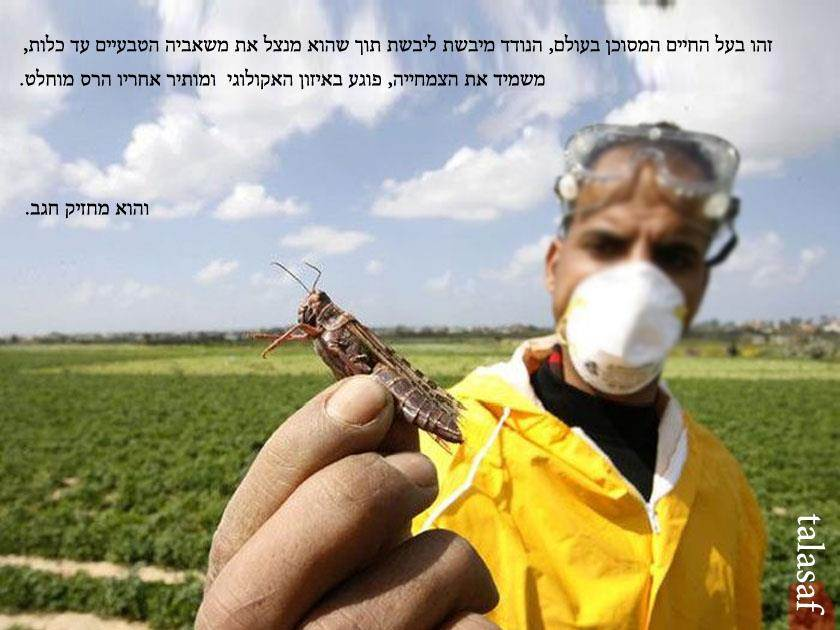 זהו בעל החיים המסוכן בעולם, הנודד מיבשת ליבשת תוך שהוא מנצל את משאביה הטבעיים עד כלות,
משמיד את הצמחייה, פוגע באיזון האקולוגי ומותיר אחריו הרס מוחלט.
והוא מחזיק חגב.
talasaf